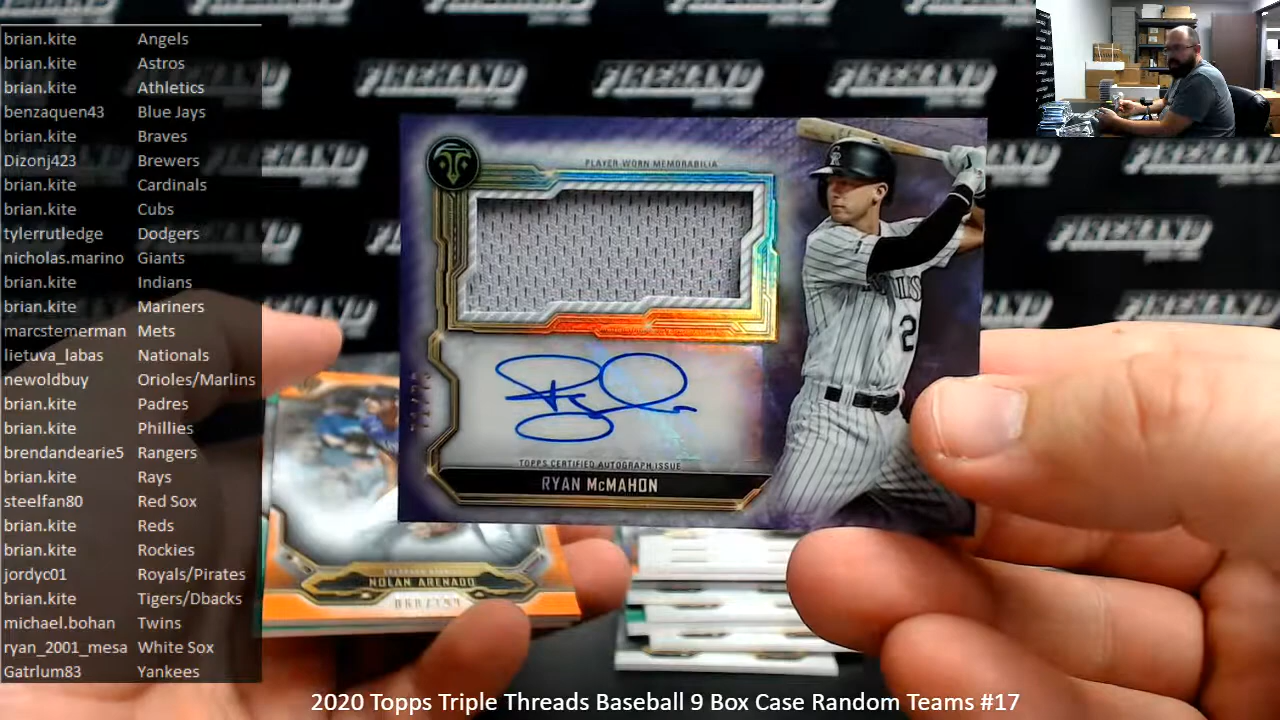 brian.kite Angels
brian.kite Astros
brian.kite Athletics
benzaquen43 Blue Jays
brian.kite Braves
Dizonj423 Brewers
brian.kite Cardinals
brian.kite Cubs
tylerrutledge Dodgers
nicholas.marino Giants
brian.kite Indians
brian.kite Mariners
marcstemerman Mets
lietuva_labas Nationals
newoldbuy Orioles/Marlins
brian.kite Padres
brian.kite Phillies
brendandearie5 Rangers
brian.kite Rays
steelfan80 Red Sox
brian.kite Reds
brian.kite Rockies
jordyc01 Royals/Pirates
brian.kite Tigers/Dbacks
michael.bohan Twins
ryan_2001_mesa White Sox
Gatrlum83 Yankees
FIREHAND
PLAYER-WORN MEMORABILIA
TOPPS CERTIFIED AUTOGRAPH ISSUE
RYAN McMAHON
2
NOLAN ARENADO
2020 Topps Triple Threads Baseball 9 Box Case Random Teams #17